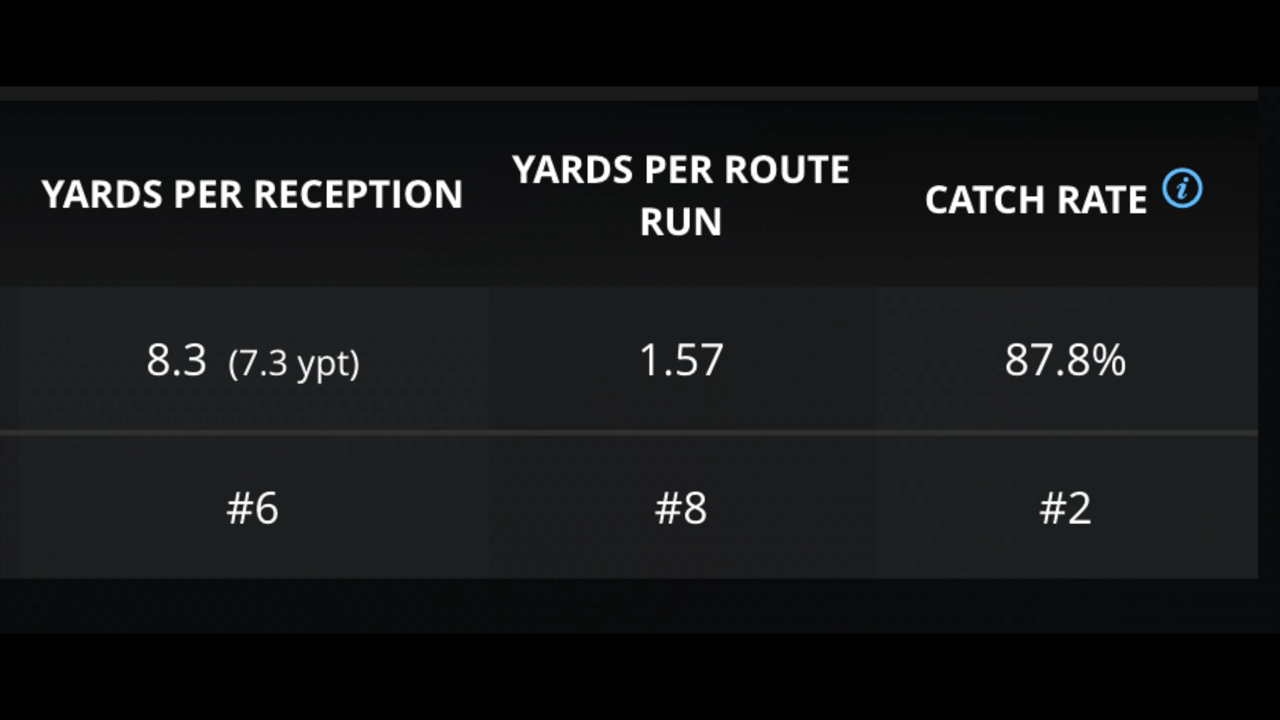 YARDS PER RECEPTION
YARDS PER ROUTE
RUN
CATCH RATE i
8.3 (7.3 ypt)
1.57
87.8%
#6
#8
#2